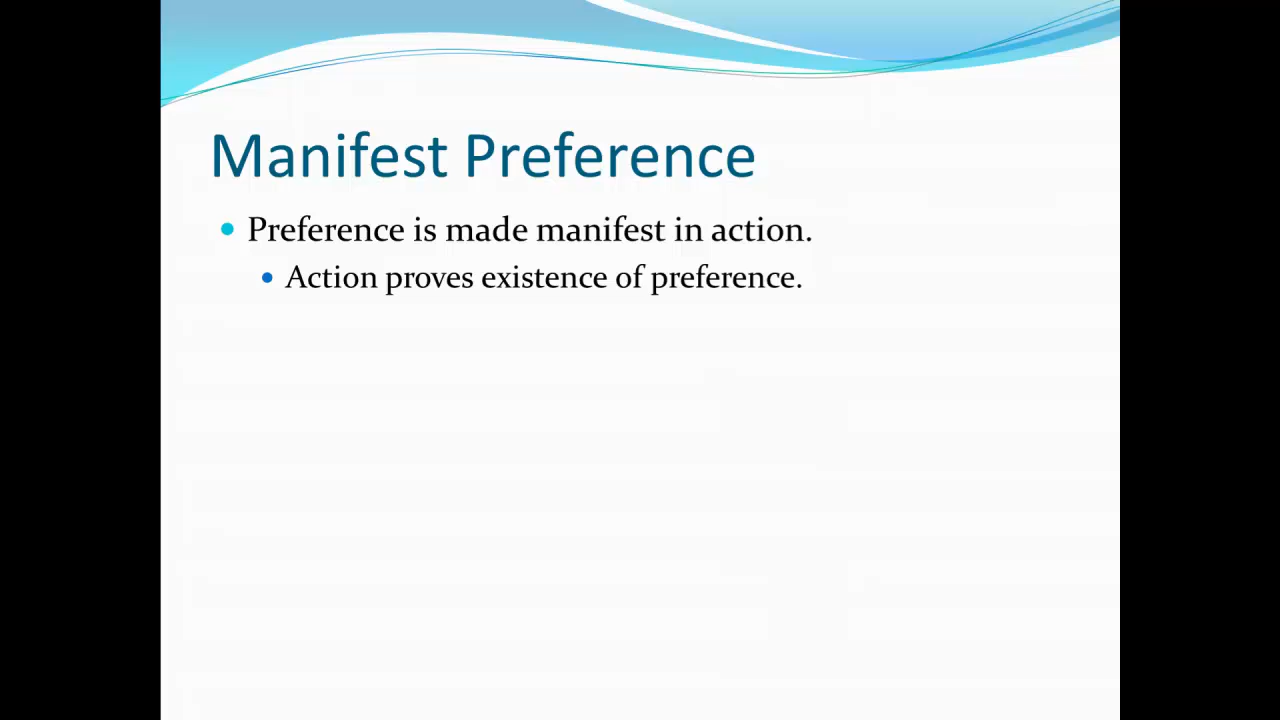 Manifest Preference
Preference is made manifest in action.
Action proves existence of preference.